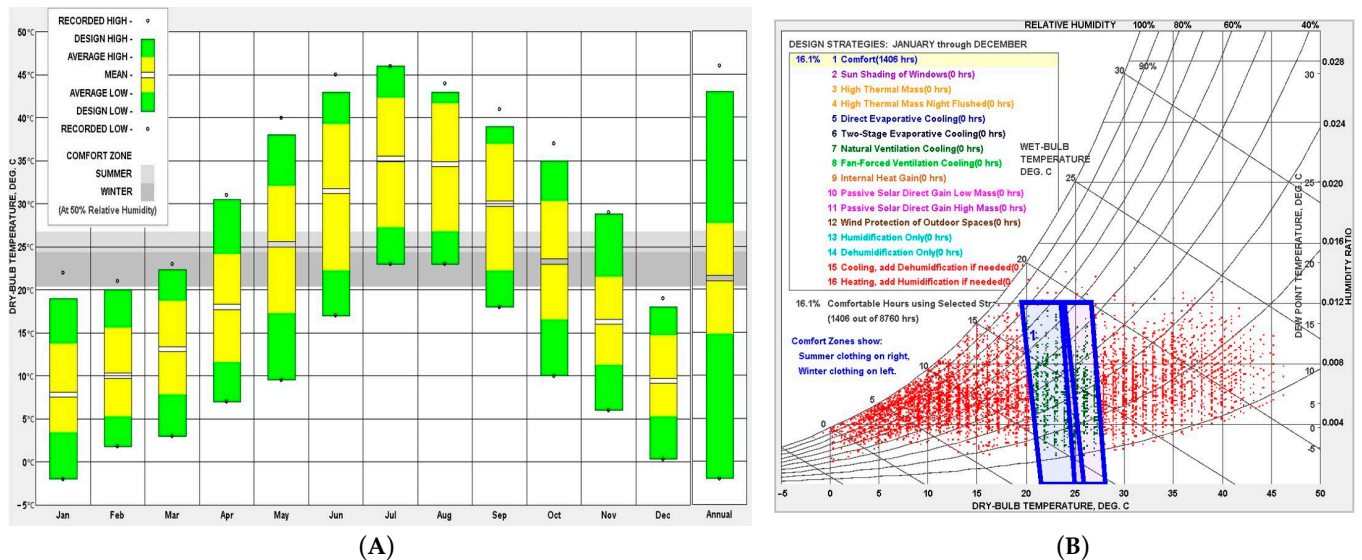 RECORDED HIGH -
DESIGN HIGH -
AVERAGE HIGH -
MEAN -
AVERAGE LOW -
DESIGN LOW -
RECORDED LOW -
COMFORT ZONE
SUMMER
WINTER
(At 50% Relative Humidity)
DRY-BULB TEMPERATURE, DEG. C
50°C
45°C
40°C
35°C
30°C
25°C
20°C
15°C
10°C
5°C
0°C
-5°C
Jan Feb Mar Apr May Jun Jul Aug Sep Oct Nov Dec Annual
(A)
RELATIVE HUMIDITY 100% 80% 60% 40%
90%
DESIGN STRATEGIES: JANUARY through DECEMBER
16.1% 1 Comfort(1406 hrs)
2 Sun Shading of Windows(0 hrs)
3 High Thermal Mass(0 hrs)
4 High Thermal Mass Night Flushed(0 hrs)
5 Direct Evaporative Cooling(0 hrs)
6 Two-Stage Evaporative Cooling(0 hrs)
7 Natural Ventilation Cooling(0 hrs)
8 Fan-Forced Ventilation Cooling(0 hrs)
9 Internal Heat Gain(0 hrs)
10 Passive Solar Direct Gain Low Mass(0 hrs)
11 Passive Solar Direct Gain High Mass(0 hrs)
12 Wind Protection of Outdoor Spaces(0 hrs)
13 Humidification Only(0 hrs)
14 Dehumidification Only(0 hrs)
15 Cooling, add Dehumidfication if needed(0
16 Heating, add Humidification if needed(0
16.1% Comfortable Hours using Selected Str
(1406 out of 8760 hrs)
Comfort Zones show:
Summer clothing on right,
Winter clothing on left.
WET-BULB
TEMPERATURE
DEG. C
0
5
10
15
20
25
30
1
DEW POINT TEMPERATURE, DEG. C
30
25
20
15
10
5
0
-5
HUMIDITY RATIO
0.028
0.024
0.020
0.016
0.012
0.008
0.004
-5 0 5 10 15 20 25 30 35 40 45 50
DRY-BULB TEMPERATURE, DEG. C
(B)